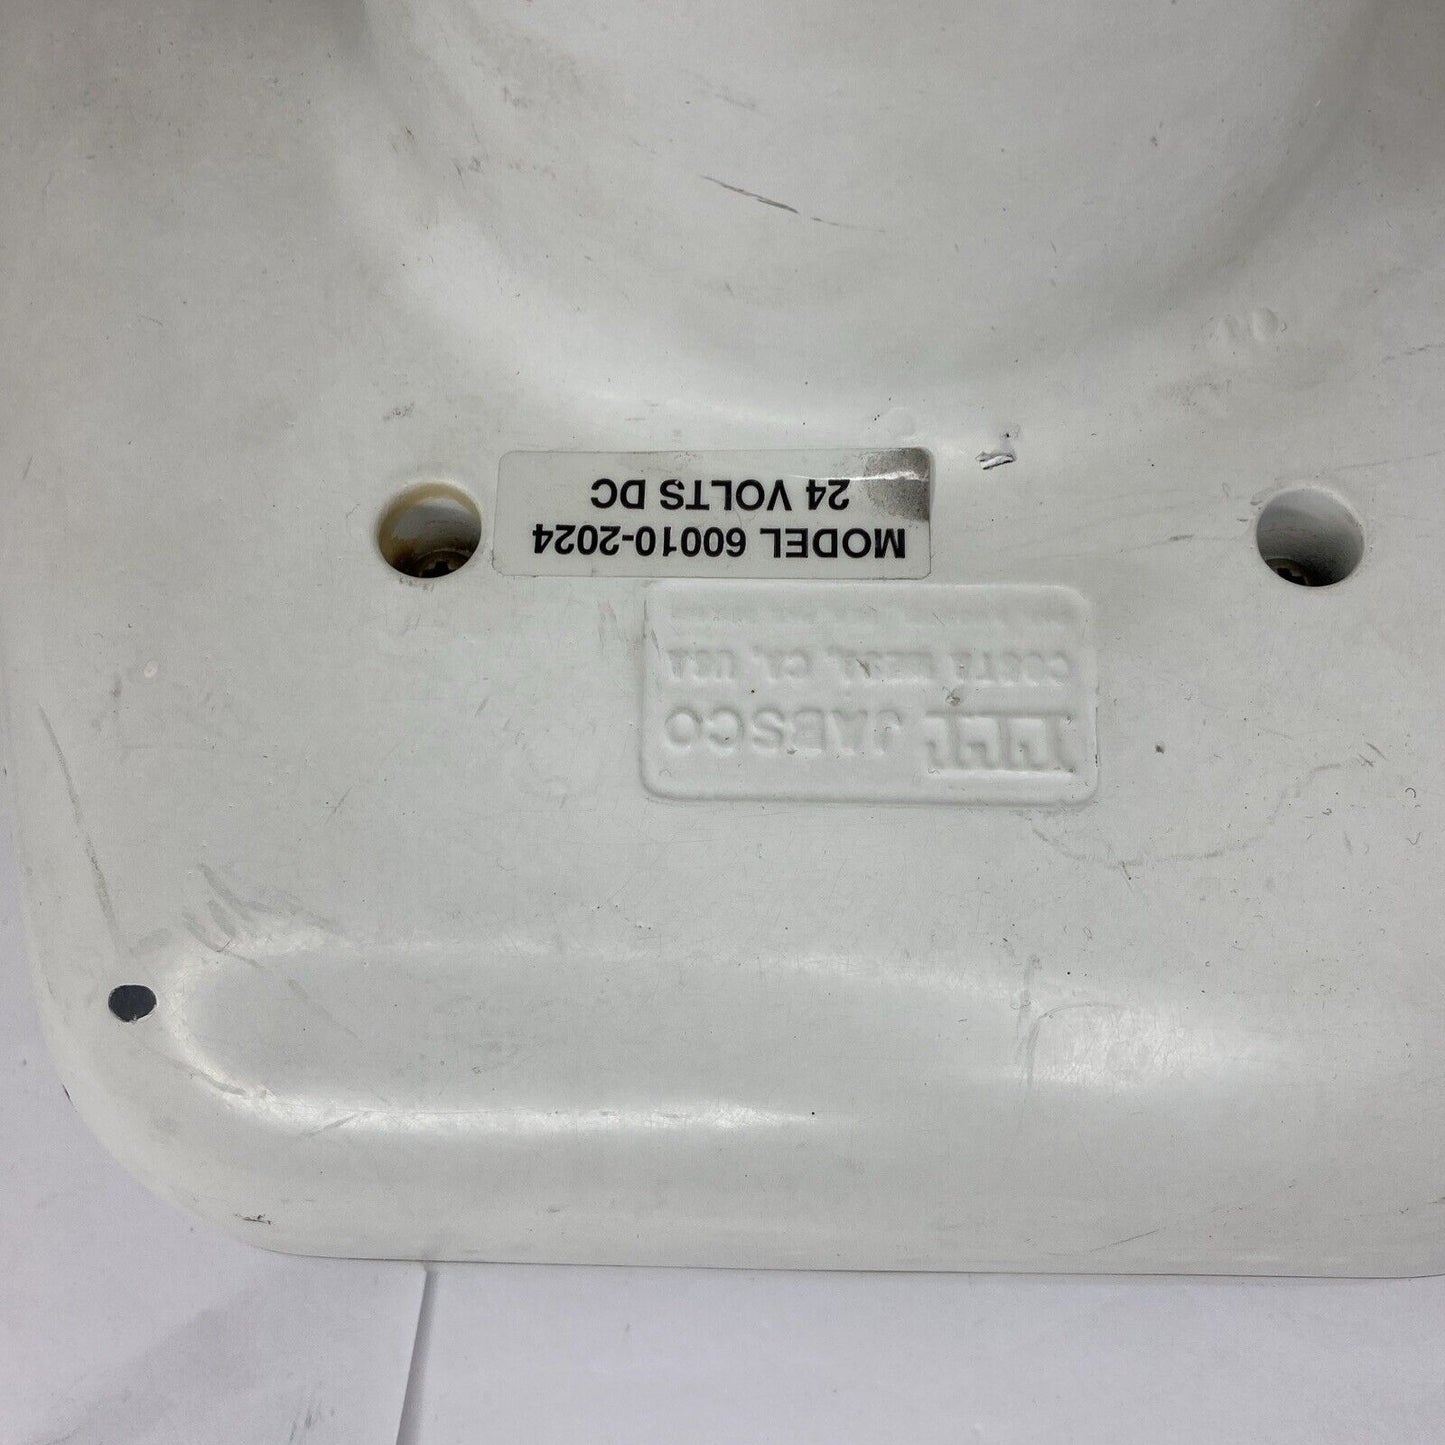 MODEL 60010-2024
24 VOLTS DC
JABSCO
COSTA MESA, CA, USA